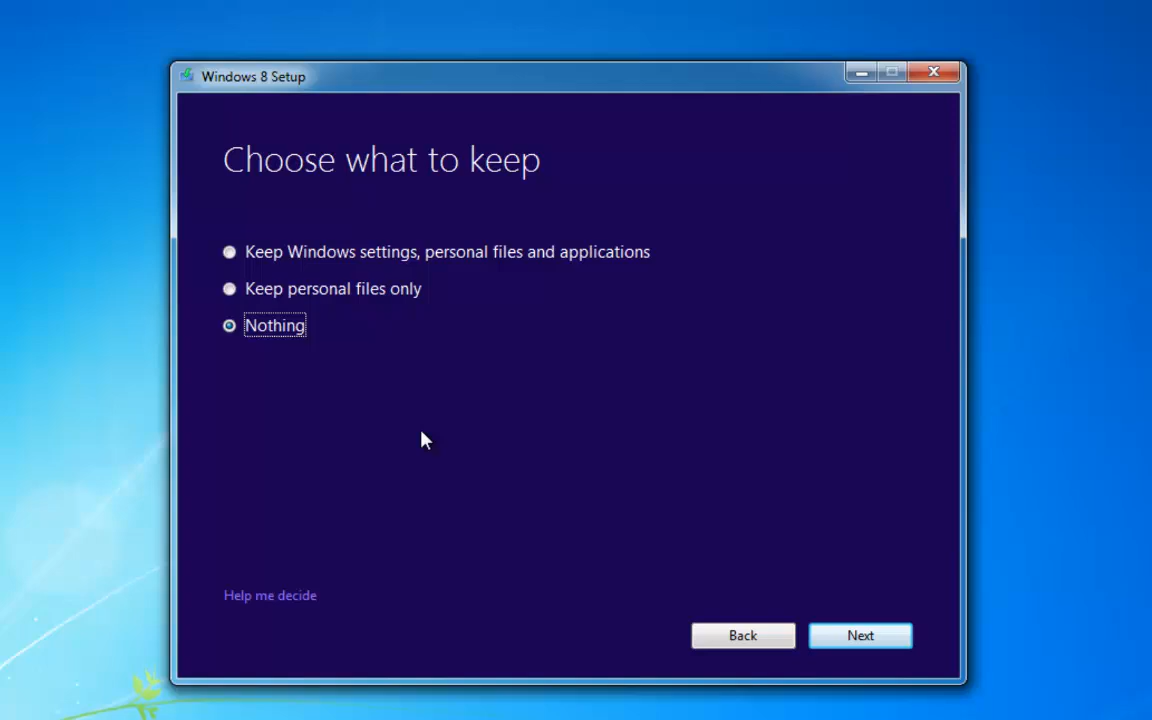 Windows 8 Setup
Choose what to keep
Keep Windows settings, personal files and applications
Keep personal files only
Nothing
Help me decide
Back
Next